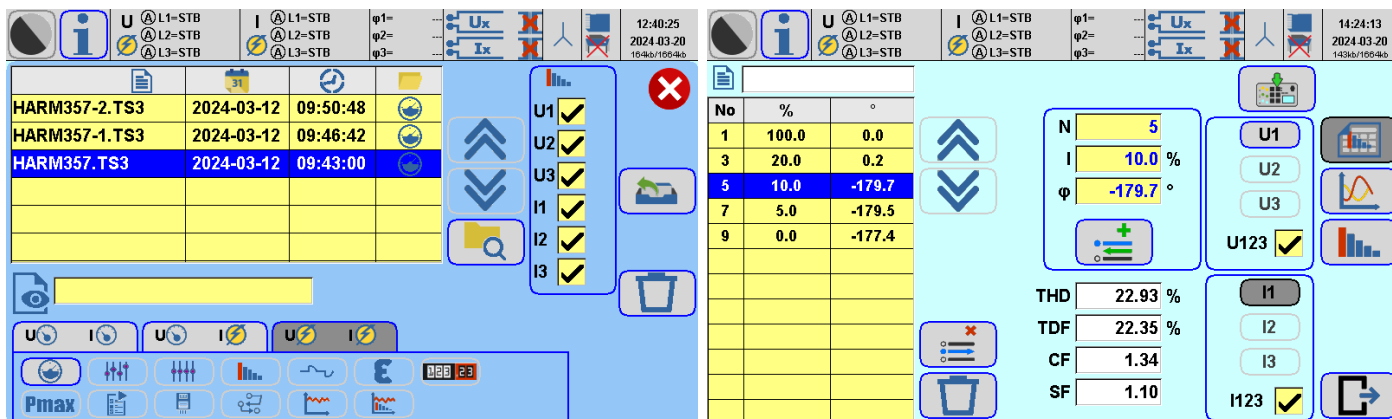 U Ⓐ L1=STB I Ⓐ L1=STB φ1= --- Ux 12:40:25
Ⓐ L2=STB Ⓐ L2=STB φ2= --- 2024-03-20
Ⓐ L3=STB Ⓐ L3=STB φ3= --- Ix 164kb/1664kb
31
HARM357-2.TS3 2024-03-12 09:50:48
HARM357-1.TS3 2024-03-12 09:46:42
HARM357.TS3 2024-03-12 09:43:00
U1
U2
U3
I1
I2
I3
U I U I U I
ε 123 23
Pmax
U Ⓐ L1=STB I Ⓐ L1=STB φ1= --- Ux 14:24:13
Ⓐ L2=STB Ⓐ L2=STB φ2= --- 2024-03-20
Ⓐ L3=STB Ⓐ L3=STB φ3= --- Ix 143kb/1664kb
No % °
1 100.0 0.0
3 20.0 0.2
5 10.0 -179.7
7 5.0 -179.5
9 0.0 -177.4
N 5
I 10.0 %
φ -179.7 °
THD 22.93 %
TDF 22.35 %
CF 1.34
SF 1.10
U1
U2
U3
U123
I1
I2
I3
I123